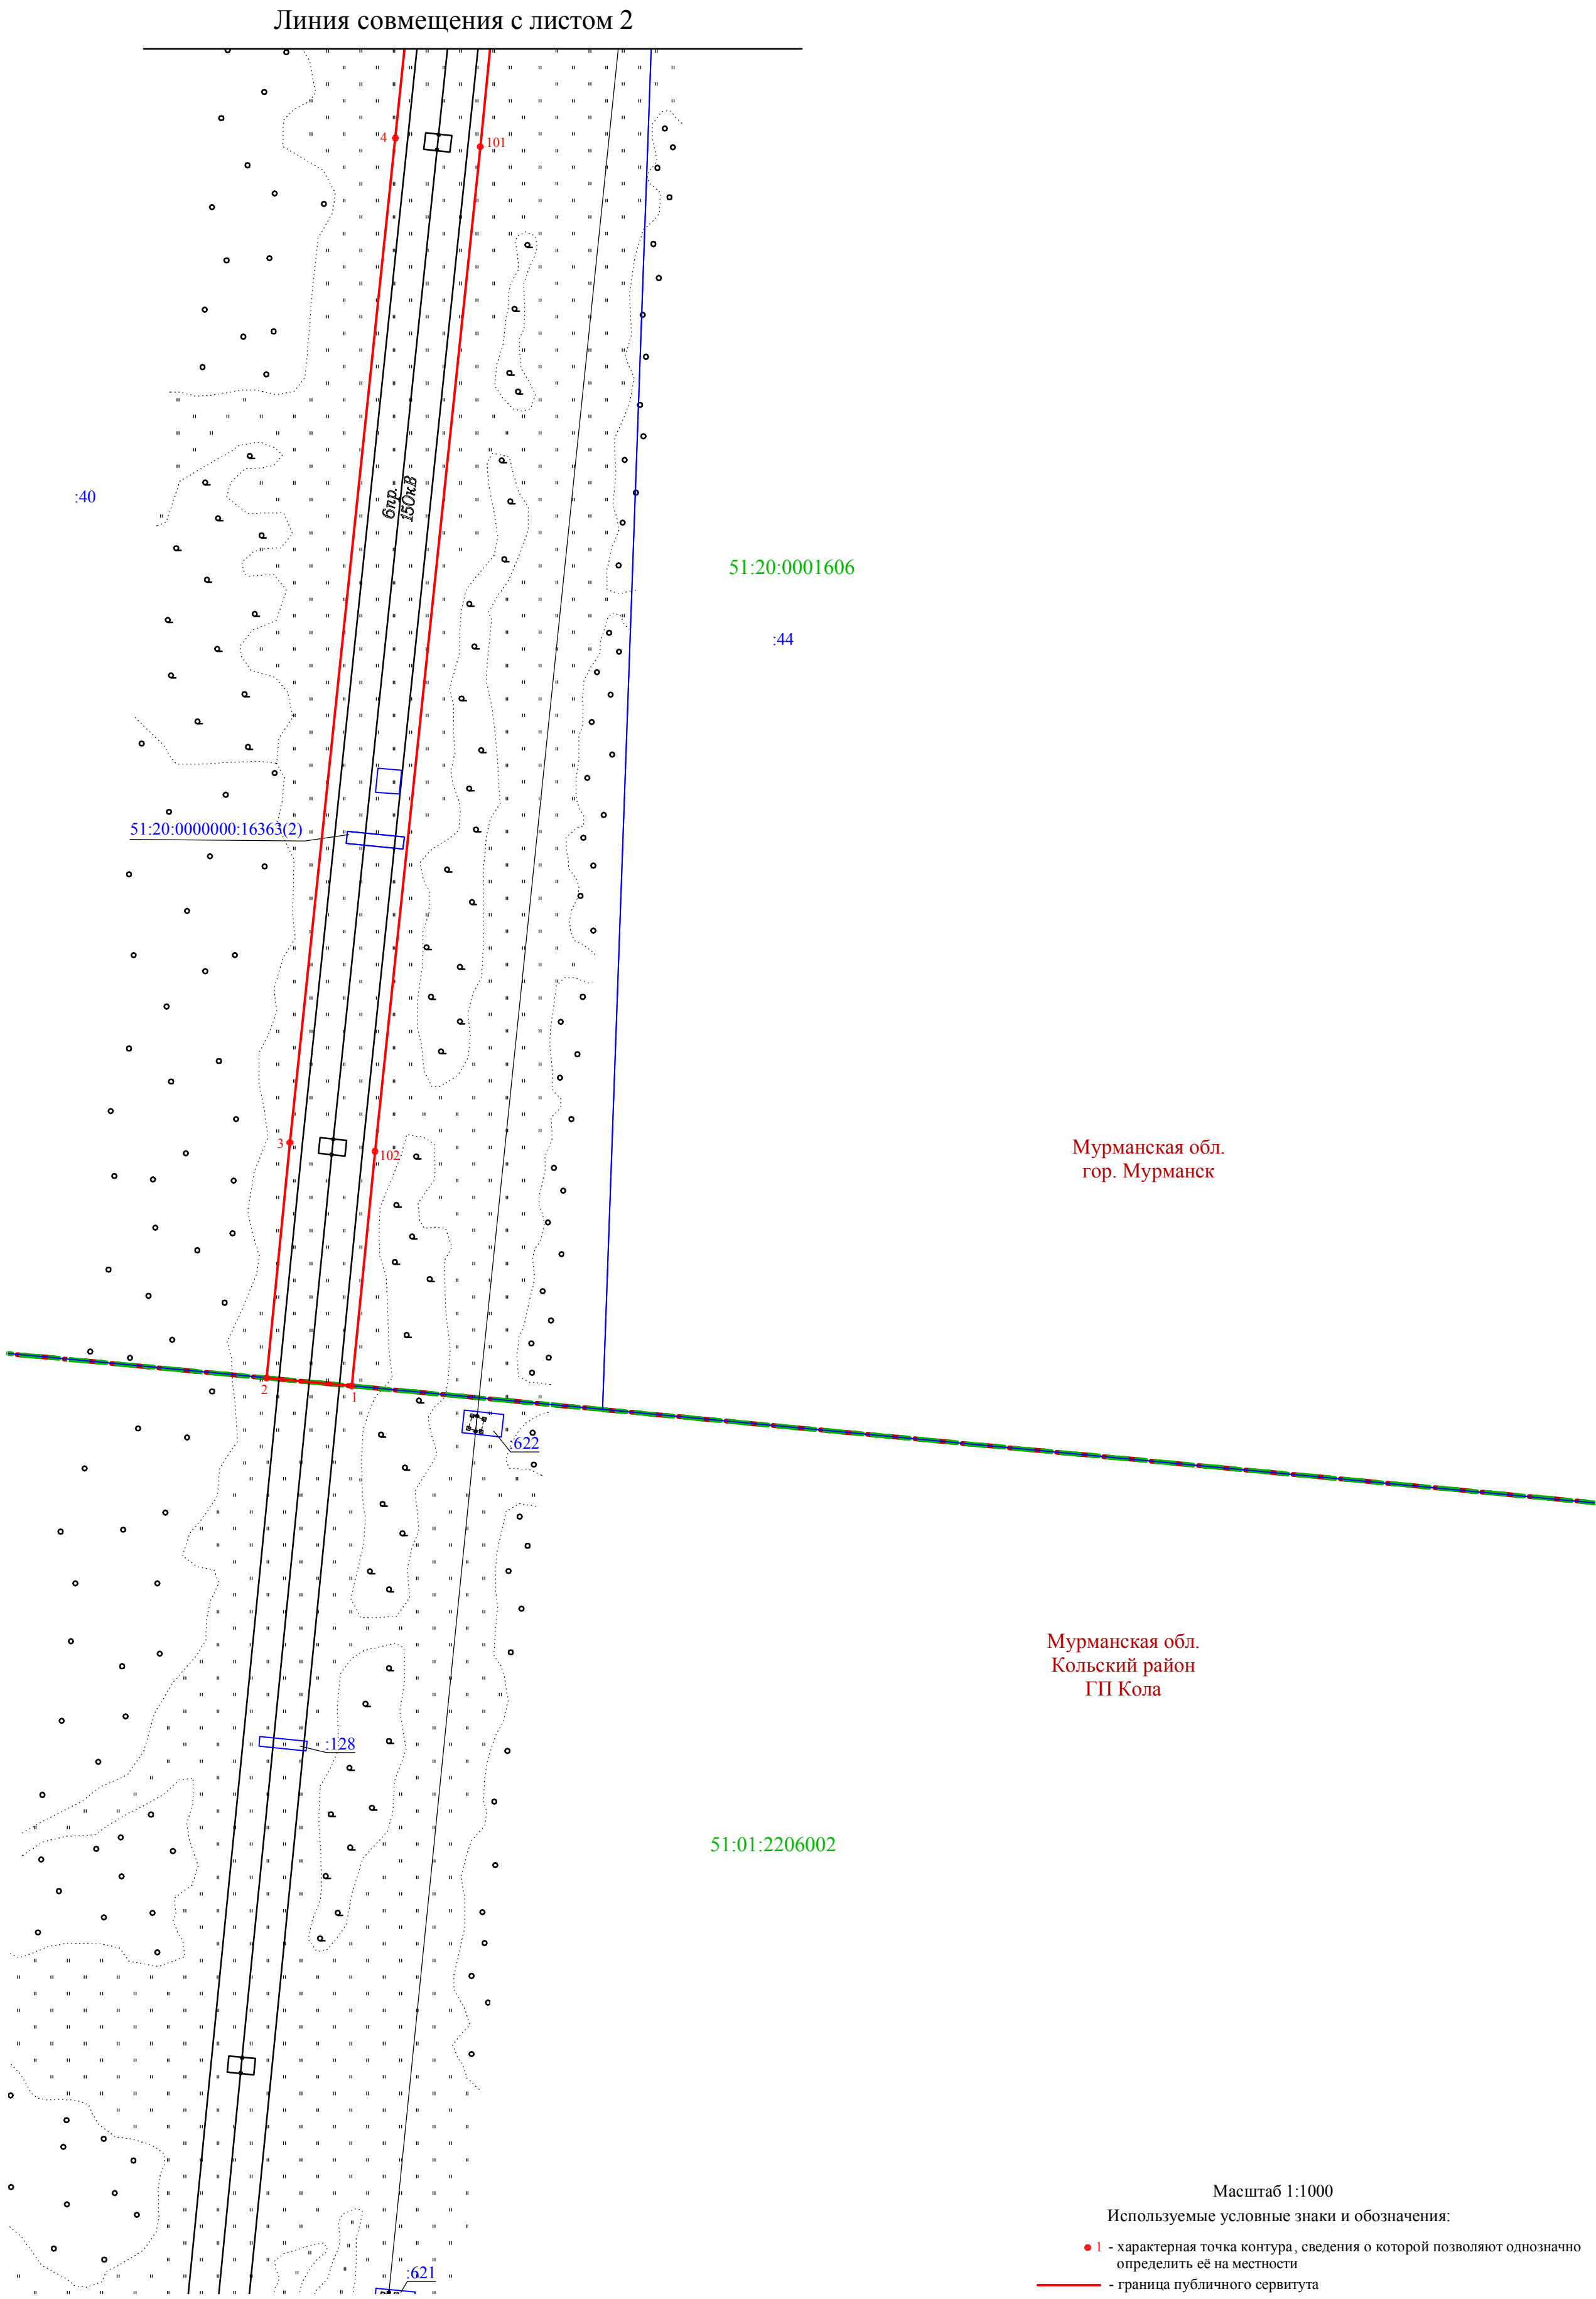 Линия совмещения с листом 2
4
101
:40
6пр.
150кВ
51:20:0001606
:44
51:20:0000000:16363(2)
3
102
Мурманская обл.
гор. Мурманск
2
1
:622
Мурманская обл.
Кольский район
ГП Кола
:128
51:01:2206002
:621
Масштаб 1:1000
Используемые условные знаки и обозначения:
1 - характерная точка контура, сведения о которой позволяют однозначно
определить её на местности
- граница публичного сервитута